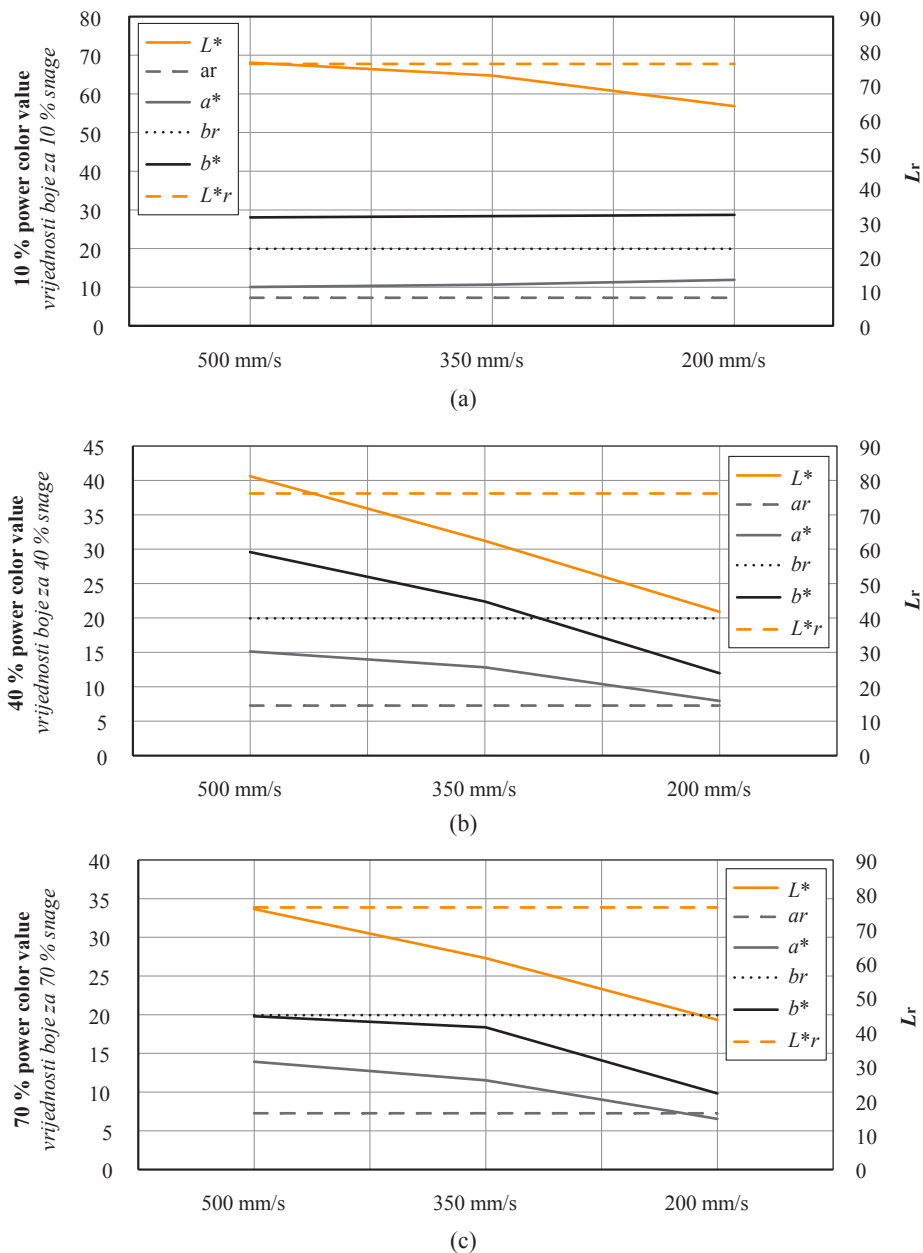 10 % power color value
vrijednosti boje za 10 % snage
80
70
60
50
40
30
20
10
0
L*
ar
a*
br
b*
L*r
90
80
70
60
50
40
30
20
10
0
Lr
500 mm/s 350 mm/s 200 mm/s
(a)
40 % power color value
vrijednosti boje za 40 % snage
45
40
35
30
25
20
15
10
5
0
L*
ar
a*
br
b*
L*r
90
80
70
60
50
40
30
20
10
0
Lr
500 mm/s 350 mm/s 200 mm/s
(b)
70 % power color value
vrijednosti boje za 70 % snage
40
35
30
25
20
15
10
5
0
L*
ar
a*
br
b*
L*r
90
80
70
60
50
40
30
20
10
0
Lr
500 mm/s 350 mm/s 200 mm/s
(c)